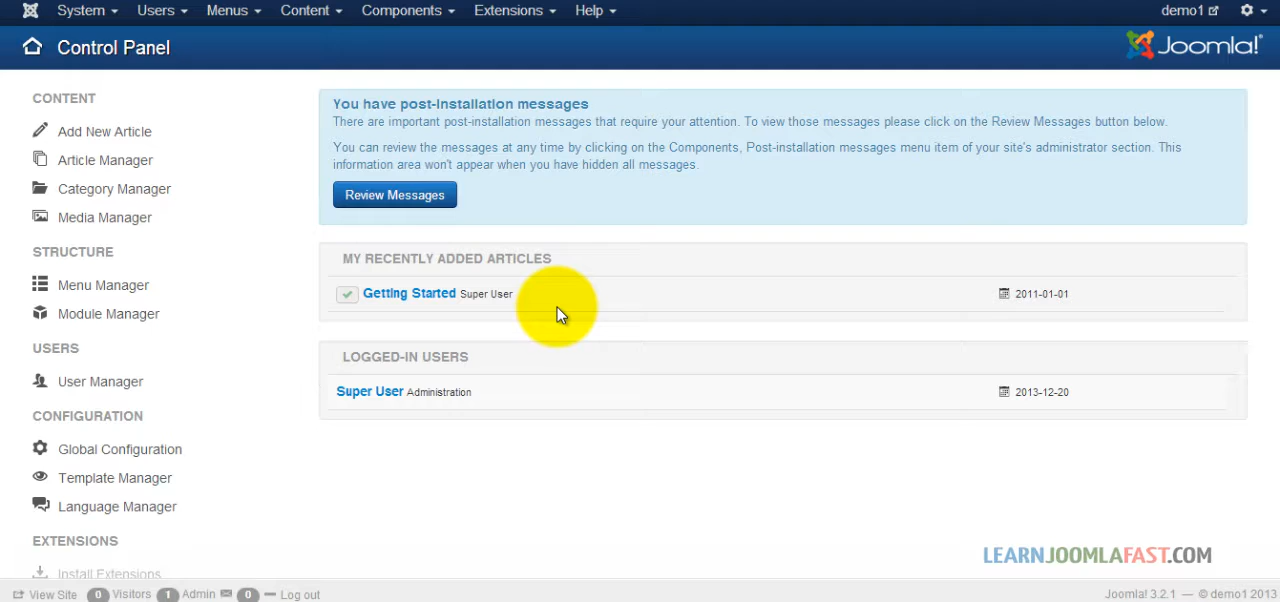 System Users Menus Content Components Extensions Help demo1
Control Panel Joomla!®
CONTENT
Add New Article
Article Manager
Category Manager
Media Manager
STRUCTURE
Menu Manager
Module Manager
USERS
User Manager
CONFIGURATION
Global Configuration
Template Manager
Language Manager
EXTENSIONS
Install Extensions
You have post-installation messages
There are important post-installation messages that require your attention. To view those messages please click on the Review Messages button below.
You can review the messages at any time by clicking on the Components, Post-installation messages menu item of your site's administrator section. This
information area won't appear when you have hidden all messages.
Review Messages
MY RECENTLY ADDED ARTICLES
Getting Started Super User 2011-01-01
LOGGED-IN USERS
Super User Administration 2013-12-20
LEARNJOOMLAFAST.COM
View Site 0 Visitors 1 Admin 0 Log out Joomla! 3.2.1 — © demo1 2013